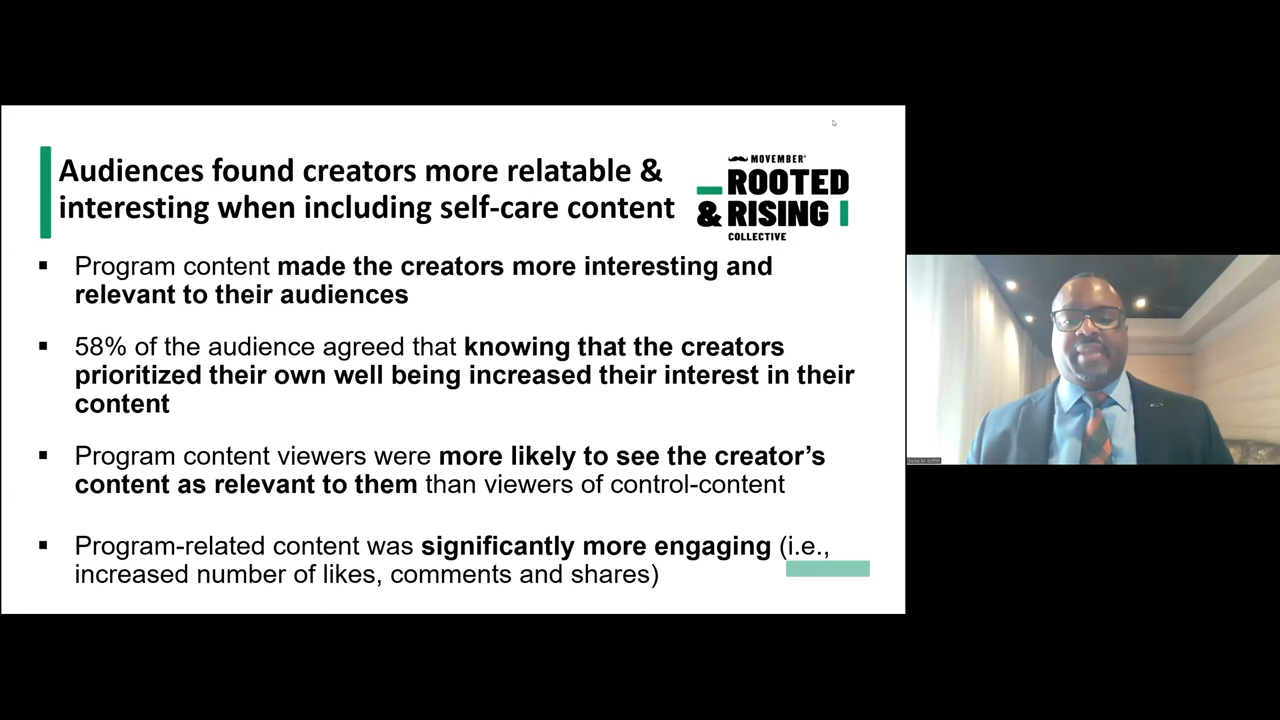 Audiences found creators more relatable &
interesting when including self-care content
MOVEMBER®
ROOTED
& RISING
COLLECTIVE
▪ Program content made the creators more interesting and
relevant to their audiences
▪ 58% of the audience agreed that knowing that the creators
prioritized their own well being increased their interest in their
content
▪ Program content viewers were more likely to see the creator’s
content as relevant to them than viewers of control-content
▪ Program-related content was significantly more engaging (i.e.,
increased number of likes, comments and shares)
Derek M. Griffith